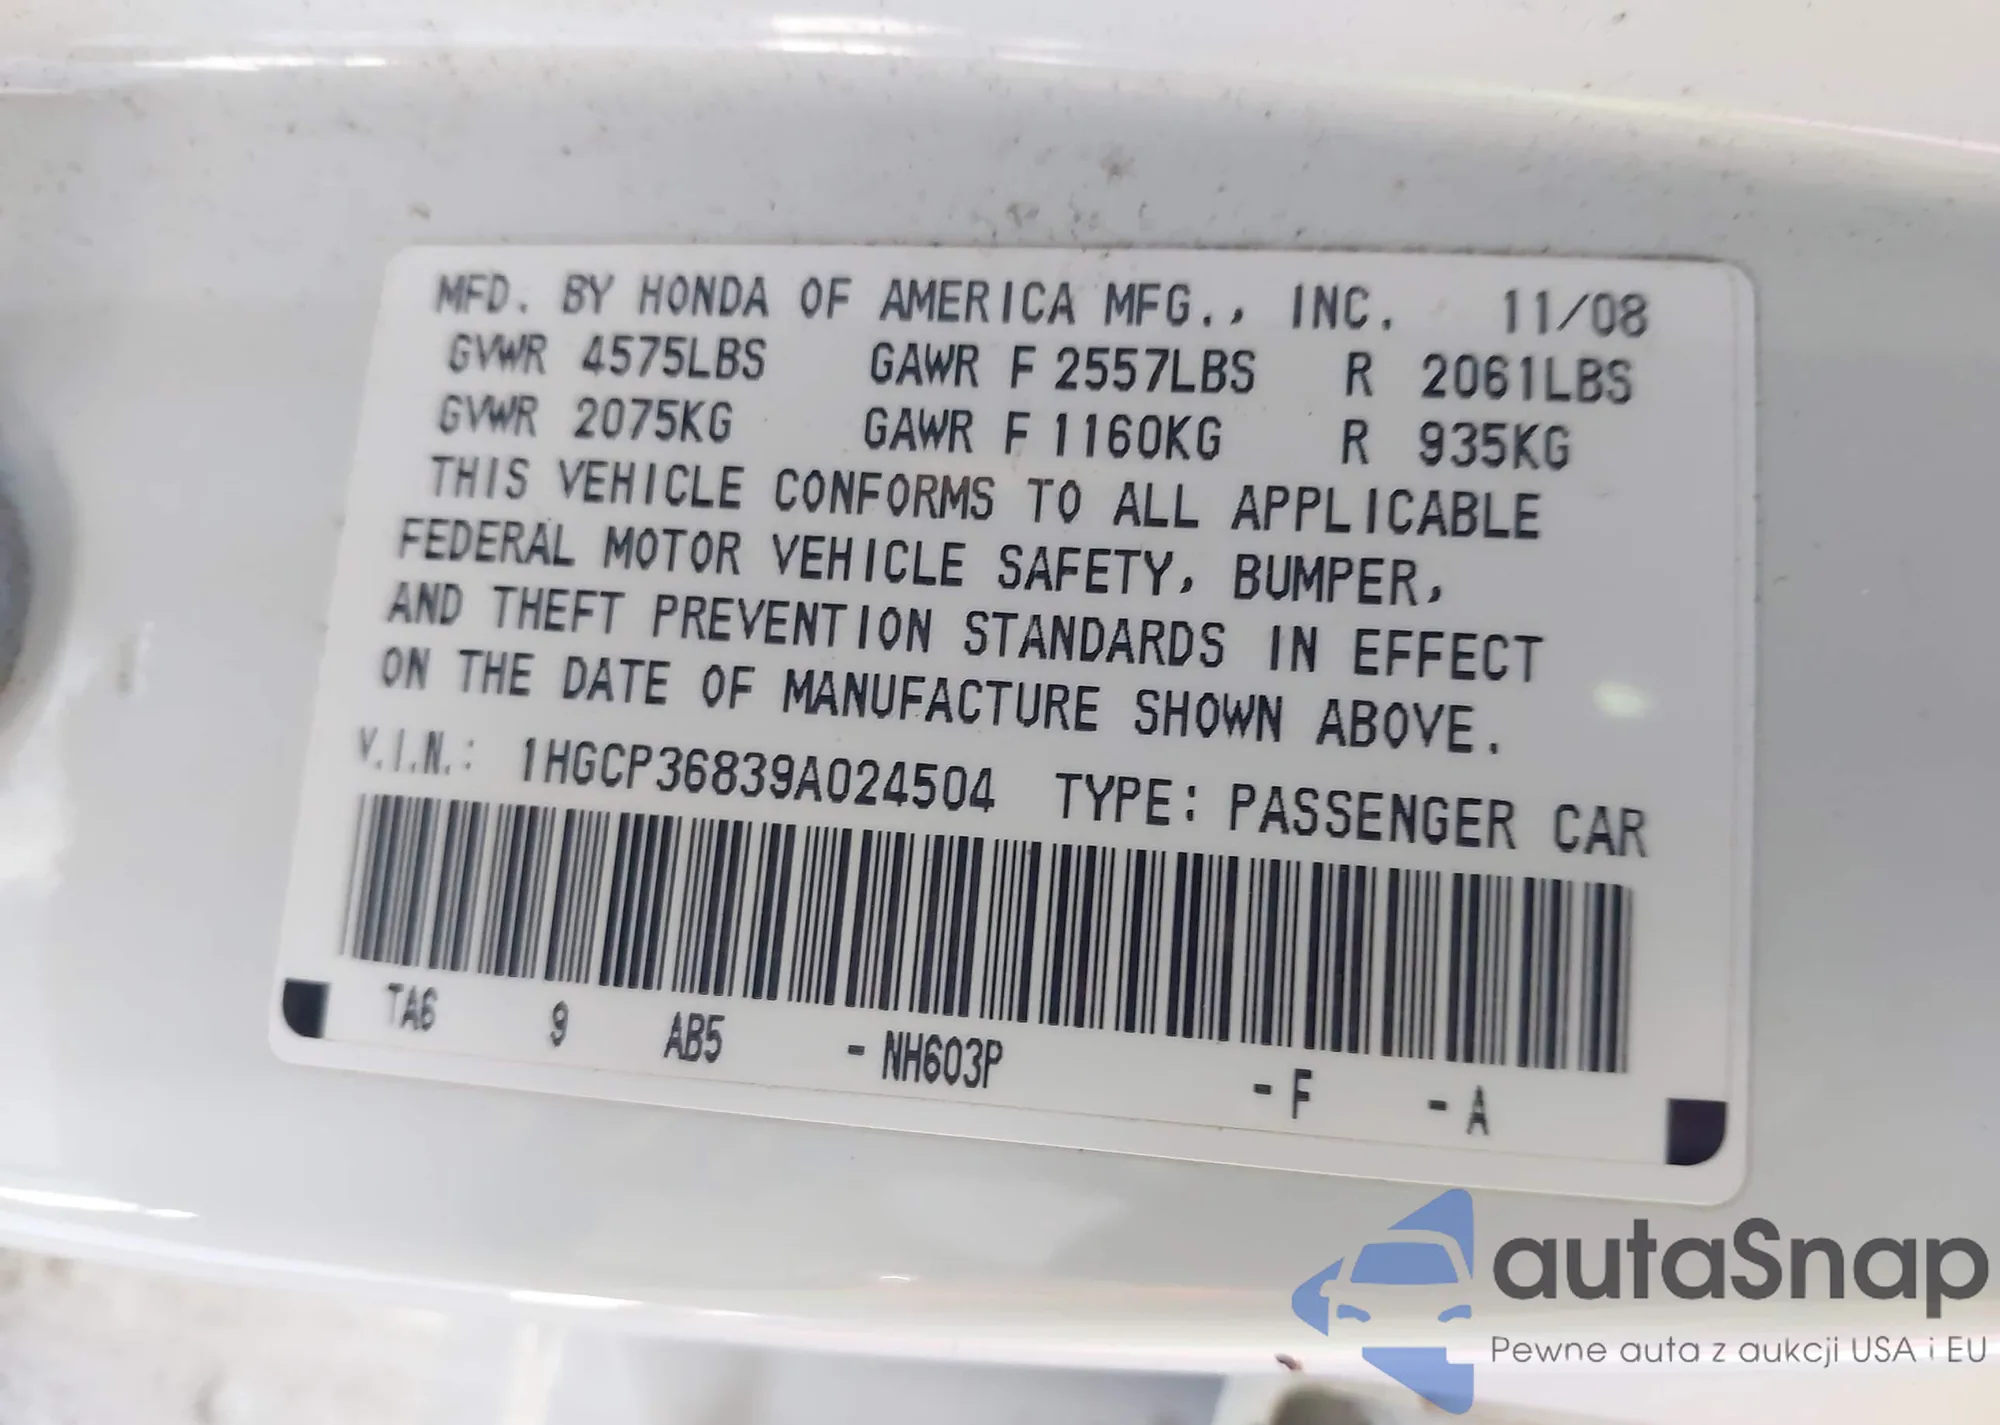 MFD. BY HONDA OF AMERICA MFG., INC. 11/08
GVWR 4575LBS GAWR F 2557LBS R 2061LBS
GVWR 2075KG GAWR F 1160KG R 935KG
THIS VEHICLE CONFORMS TO ALL APPLICABLE
FEDERAL MOTOR VEHICLE SAFETY, BUMPER,
AND THEFT PREVENTION STANDARDS IN EFFECT
ON THE DATE OF MANUFACTURE SHOWN ABOVE.
V.I.N.: 1HGCP36839A024504 TYPE: PASSENGER CAR
TA6 9 AB5 - NH603P - F - A
autaSnap
Pewne auta z aukcji USA i EU